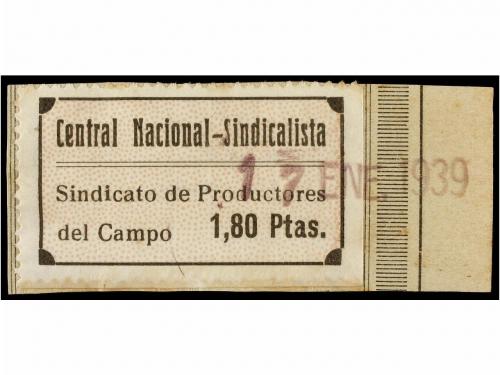 Central Nacional-Sindicalista
Sindicato de Productores
del Campo 1,80 Ptas.
ENE. 1939